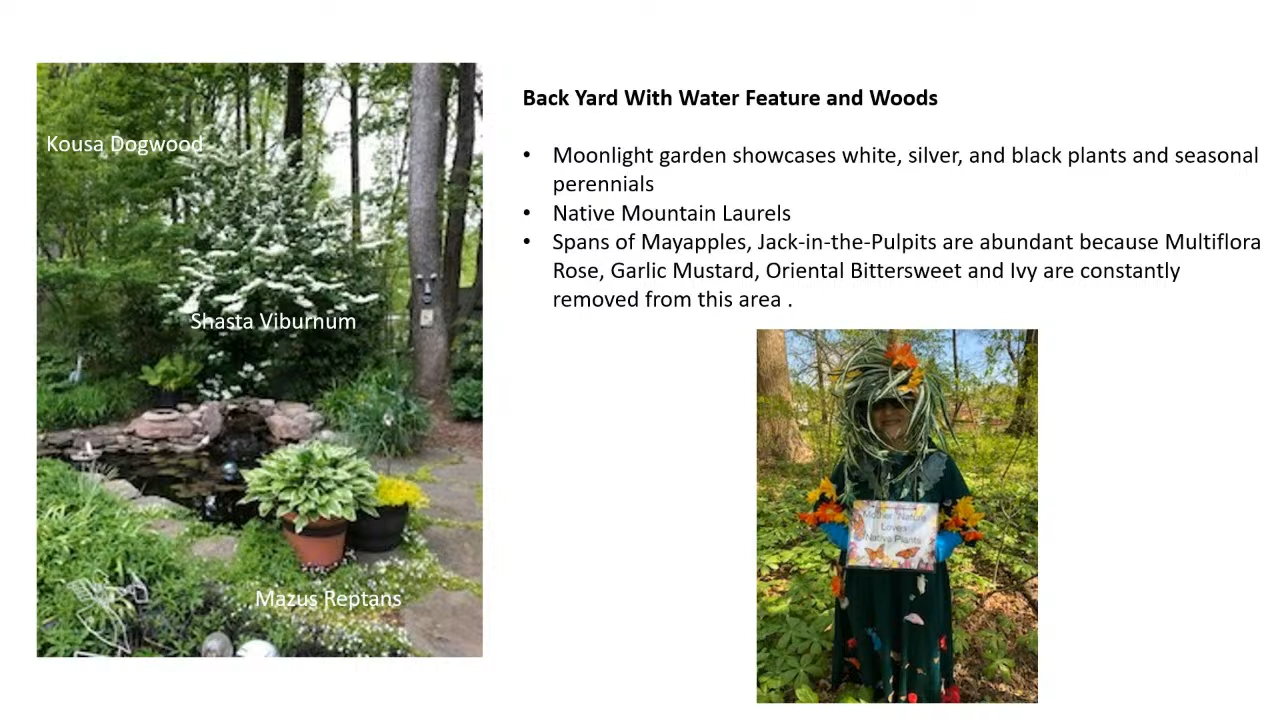 Back Yard With Water Feature and Woods
• Moonlight garden showcases white, silver, and black plants and seasonal
perennials
• Native Mountain Laurels
• Spans of Mayapples, Jack-in-the-Pulpits are abundant because Multiflora
Rose, Garlic Mustard, Oriental Bittersweet and Ivy are constantly
removed from this area .
Kousa Dogwood
Shasta Viburnum
Mazus Reptans
Mother Nature
Loves
Native Plants